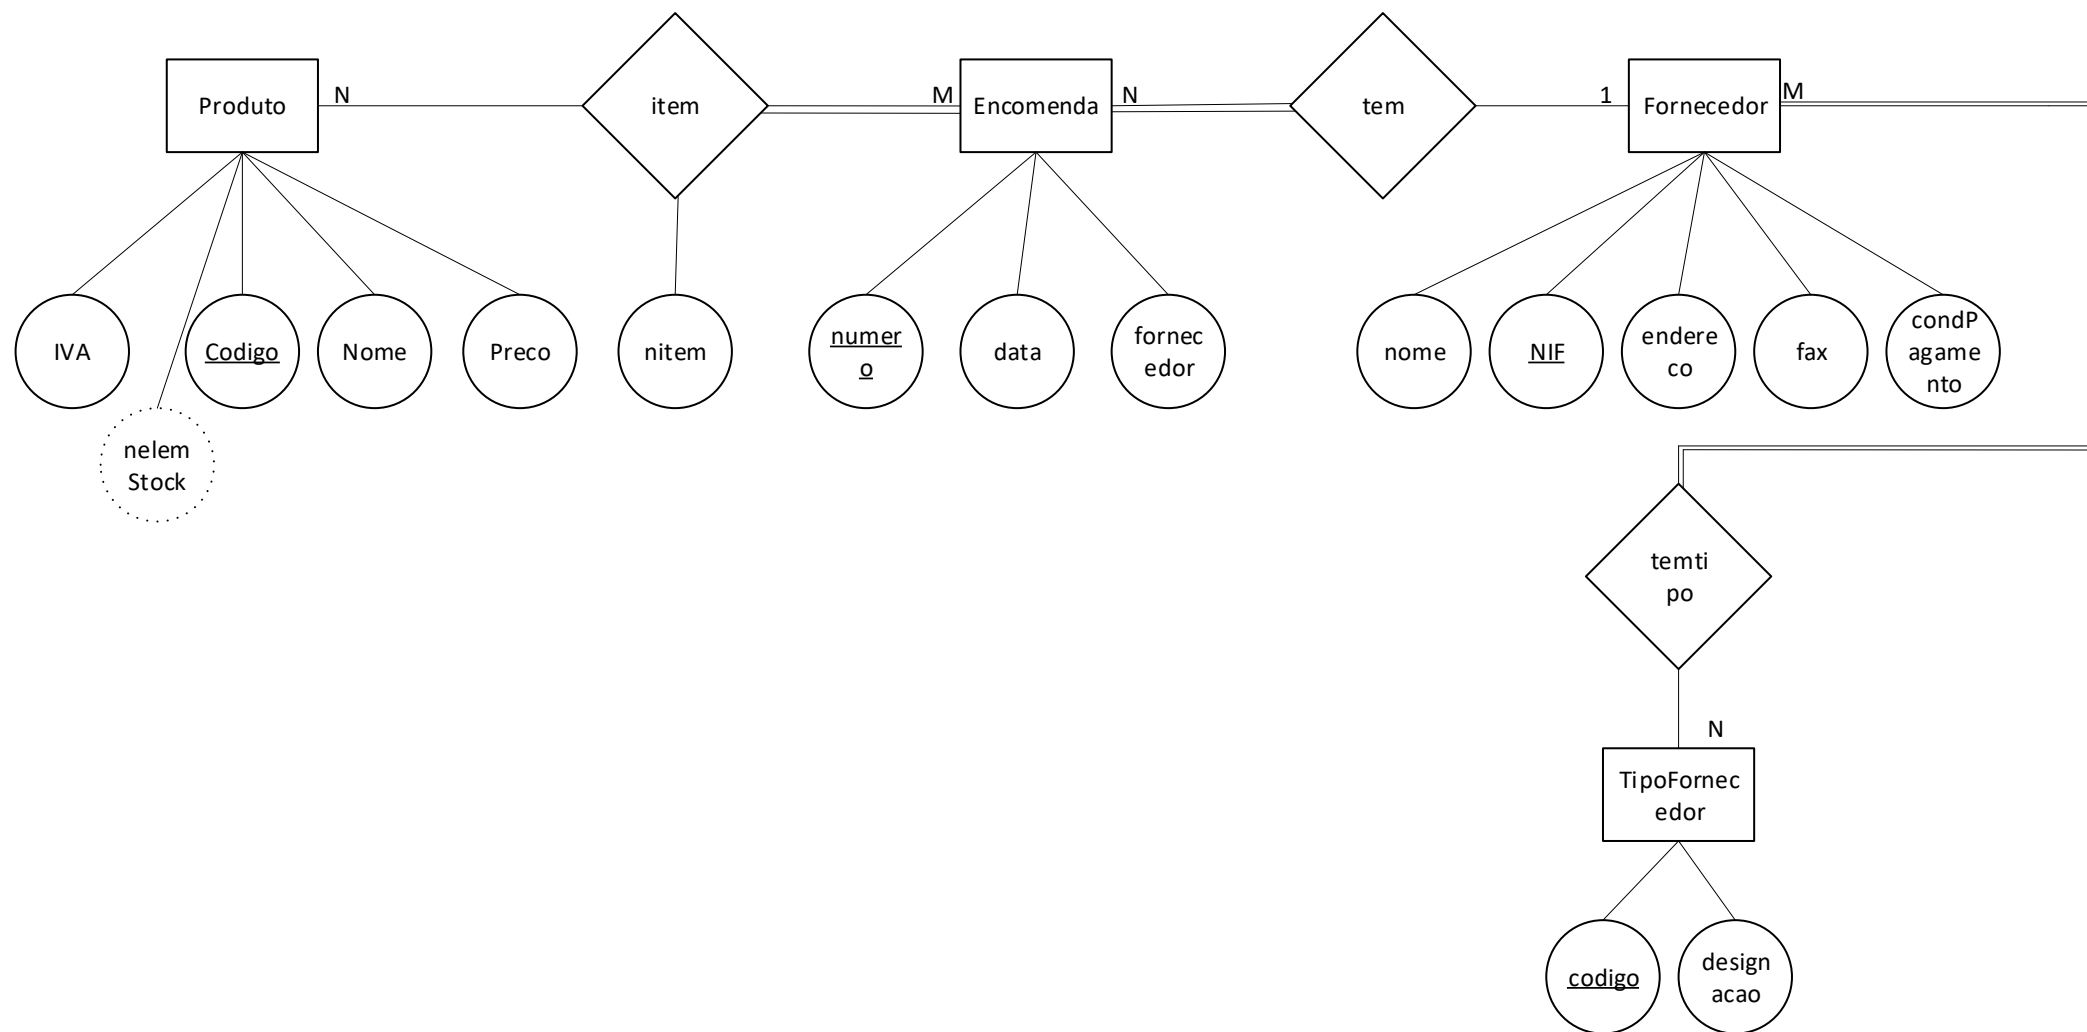 Produto
N
item
M
Encomenda
N
tem
1
Fornecedor
M
IVA
Codigo
Nome
Preco
nitem
numer
o
data
fornec
edor
nome
NIF
endere
co
fax
condP
agame
nto
nelem
Stock
temti
po
N
TipoFornec
edor
codigo
design
acao